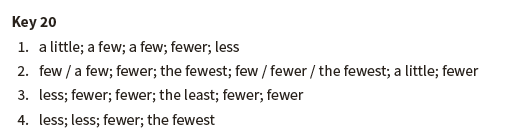 Key 20
1. a little; a few; a few; fewer; less
2. few / a few; fewer; the fewest; few / fewer / the fewest; a little; fewer
3. less; fewer; fewer; the least; fewer; fewer
4. less; less; fewer; the fewest